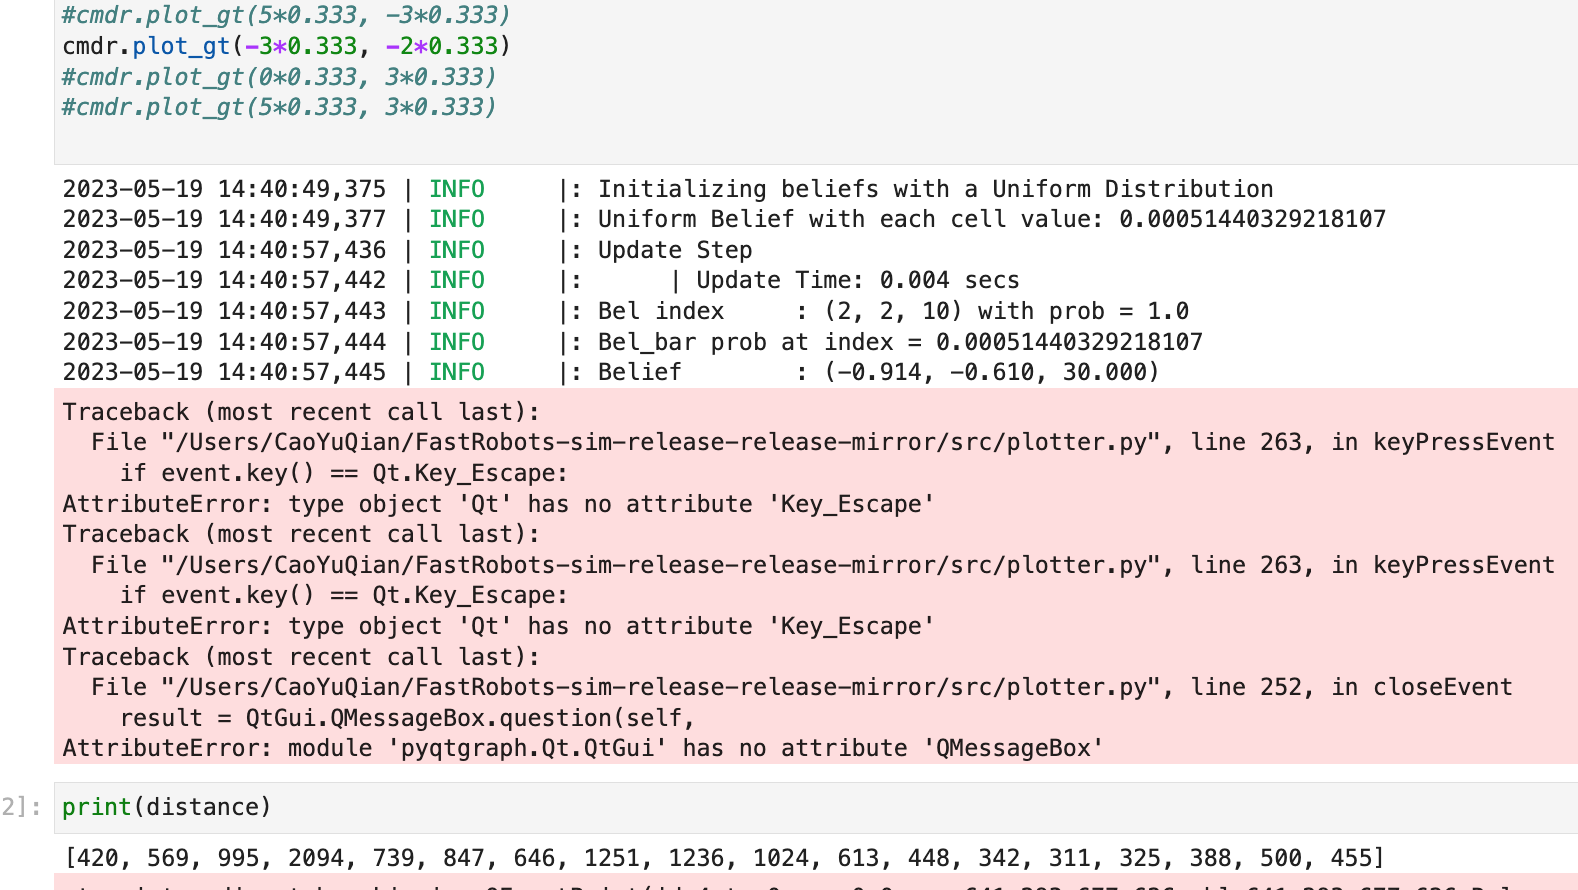 #cmdr.plot_gt(5*0.333, -3*0.333)
cmdr.plot_gt(-3*0.333, -2*0.333)
#cmdr.plot_gt(0*0.333, 3*0.333)
#cmdr.plot_gt(5*0.333, 3*0.333)
2023-05-19 14:40:49,375 | INFO     |: Initializing beliefs with a Uniform Distribution
2023-05-19 14:40:49,377 | INFO     |: Uniform Belief with each cell value: 0.00051440329218107
2023-05-19 14:40:57,436 | INFO     |: Update Step
2023-05-19 14:40:57,442 | INFO     |:      | Update Time: 0.004 secs
2023-05-19 14:40:57,443 | INFO     |: Bel index     : (2, 2, 10) with prob = 1.0
2023-05-19 14:40:57,444 | INFO     |: Bel_bar prob at index = 0.00051440329218107
2023-05-19 14:40:57,445 | INFO     |: Belief        : (-0.914, -0.610, 30.000)
Traceback (most recent call last):
  File "/Users/CaoYuQian/FastRobots-sim-release-release-mirror/src/plotter.py", line 263, in keyPressEvent
    if event.key() == Qt.Key_Escape:
AttributeError: type object 'Qt' has no attribute 'Key_Escape'
Traceback (most recent call last):
  File "/Users/CaoYuQian/FastRobots-sim-release-release-mirror/src/plotter.py", line 263, in keyPressEvent
    if event.key() == Qt.Key_Escape:
AttributeError: type object 'Qt' has no attribute 'Key_Escape'
Traceback (most recent call last):
  File "/Users/CaoYuQian/FastRobots-sim-release-release-mirror/src/plotter.py", line 252, in closeEvent
    result = QtGui.QMessageBox.question(self,
AttributeError: module 'pyqtgraph.Qt.QtGui' has no attribute 'QMessageBox'
2]: print(distance)
[420, 569, 995, 2094, 739, 847, 646, 1251, 1236, 1024, 613, 448, 342, 311, 325, 388, 500, 455]